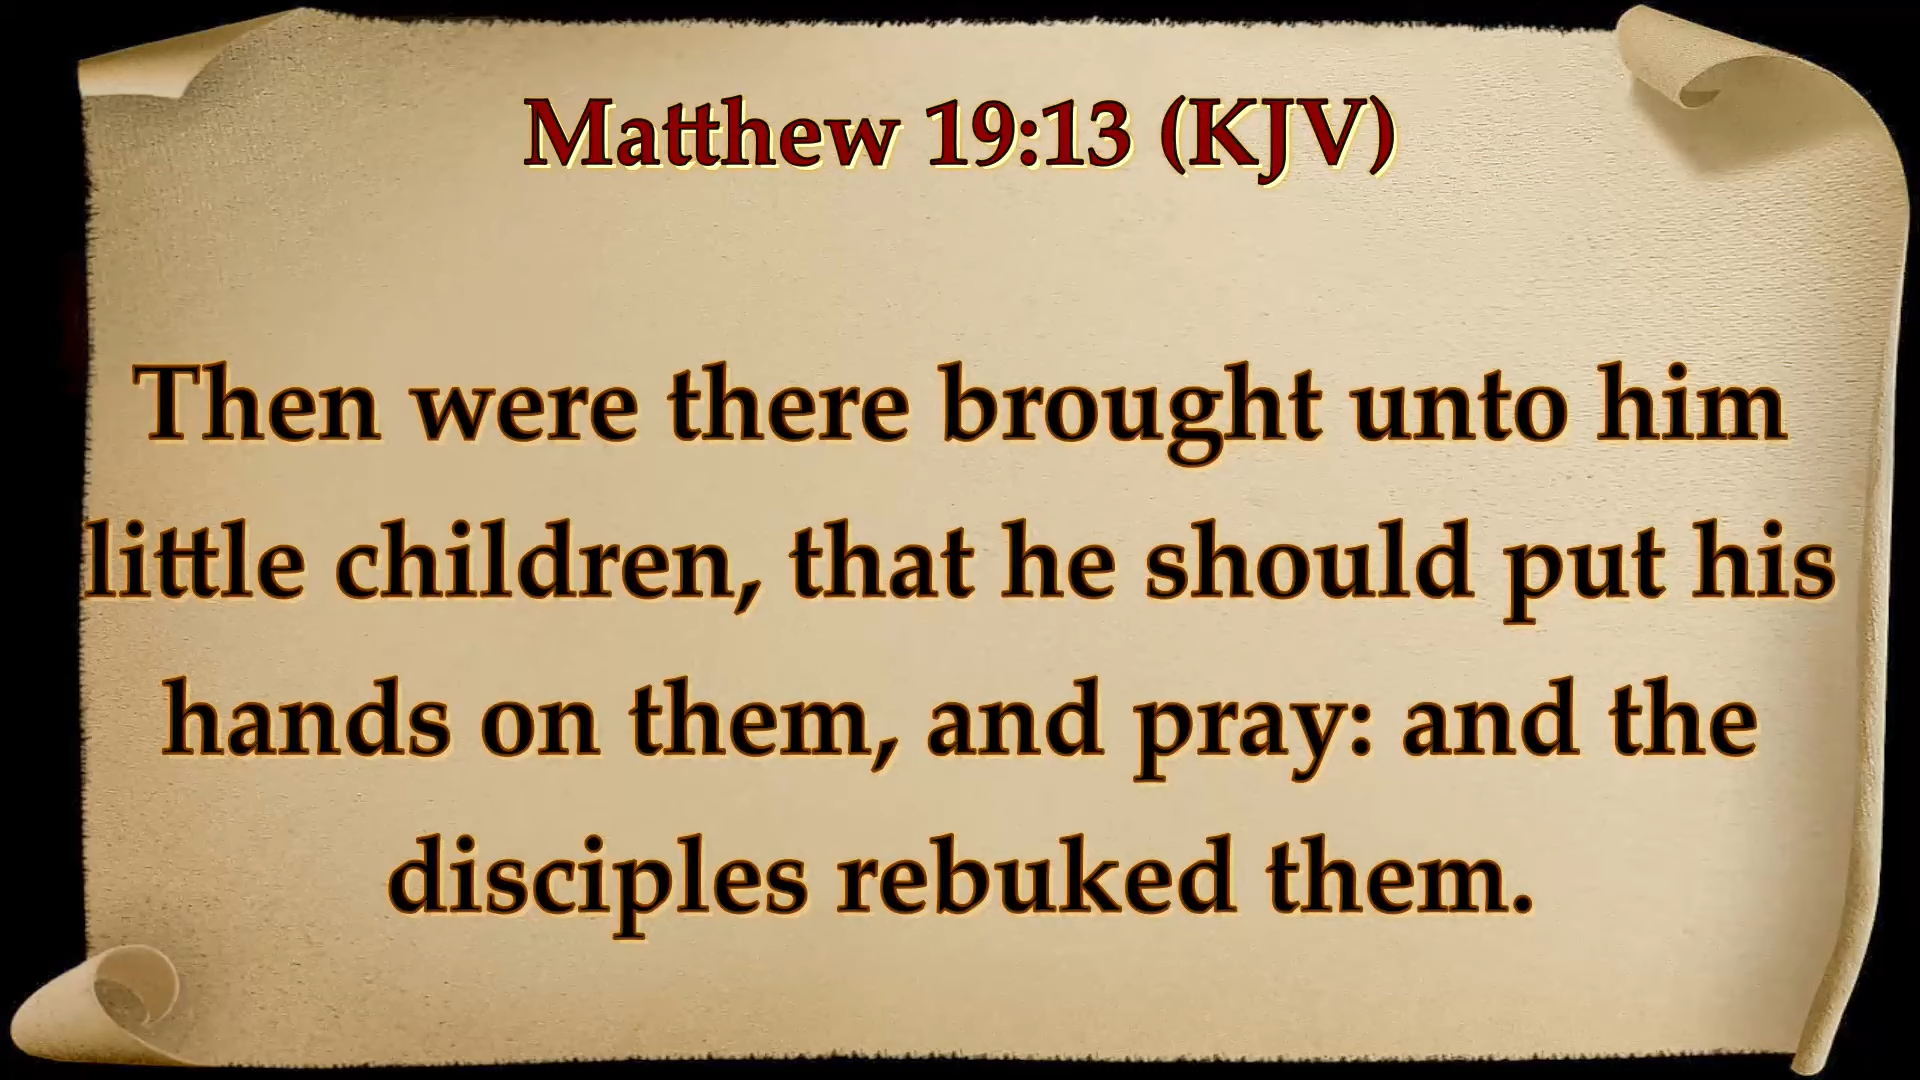 Matthew 19:13 (KJV)
Then were there brought unto him
little children, that he should put his
hands on them, and pray: and the
disciples rebuked them.